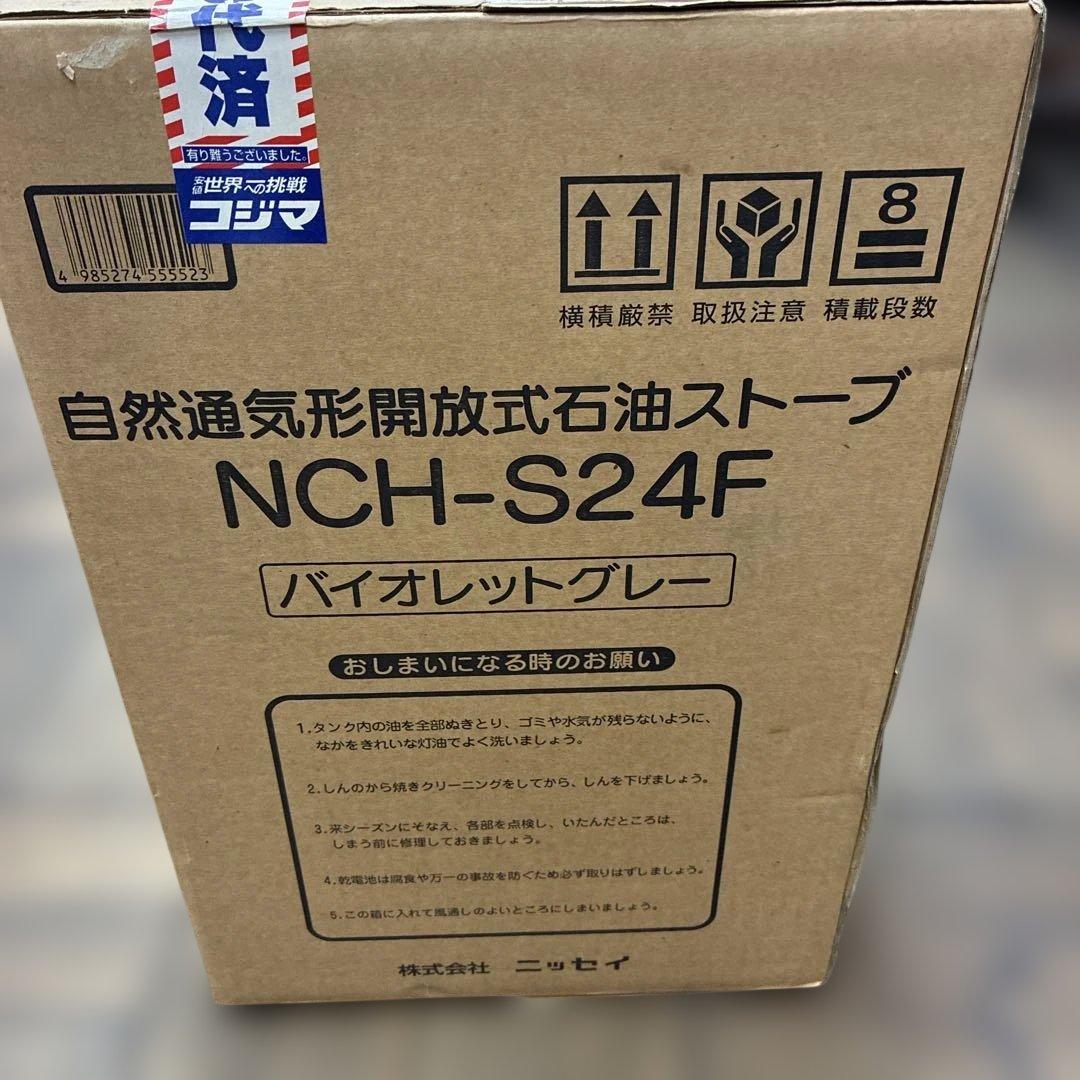 代済
有り難うございました。
安値世界への挑戦
コジマ
4 985274 555523
8
横積厳禁 取扱注意 積載段数
自然通気形開放式石油ストーブ
NCH-S24F
バイオレットグレー
おしまいになる時のお願い
1.タンク内の油を全部ぬきとり、ゴミや水気が残らないように、
なかをきれいな灯油でよく洗いましょう。
2.しんのから焼きクリーニングをしてから、しんを下げましょう。
3.来シーズンにそなえ、各部を点検し、いたんだところは、
しまう前に修理しておきましょう。
4.乾電池は腐食や万一の事故を防ぐため必ず取りはずしましょう。
5.この箱に入れて風通しのよいところにしまいましょう。
株式会社 ニッセイ